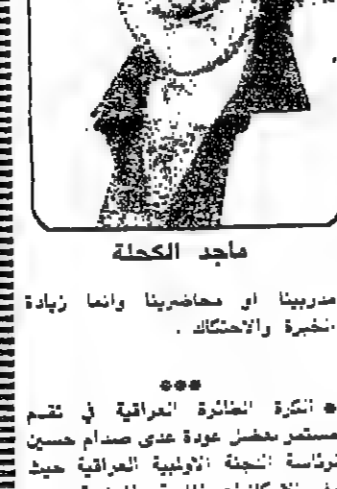 ماجد الكحلة
مدربينا او محاضرينا وانما زيادة
الخبرة والاحتكاك .
***
● الكرة الطائرة العراقية في تقدم
مستمر بفضل عودة عدي صدام حسين
لرئاسة اللجنة الاولمبية العراقية حيث